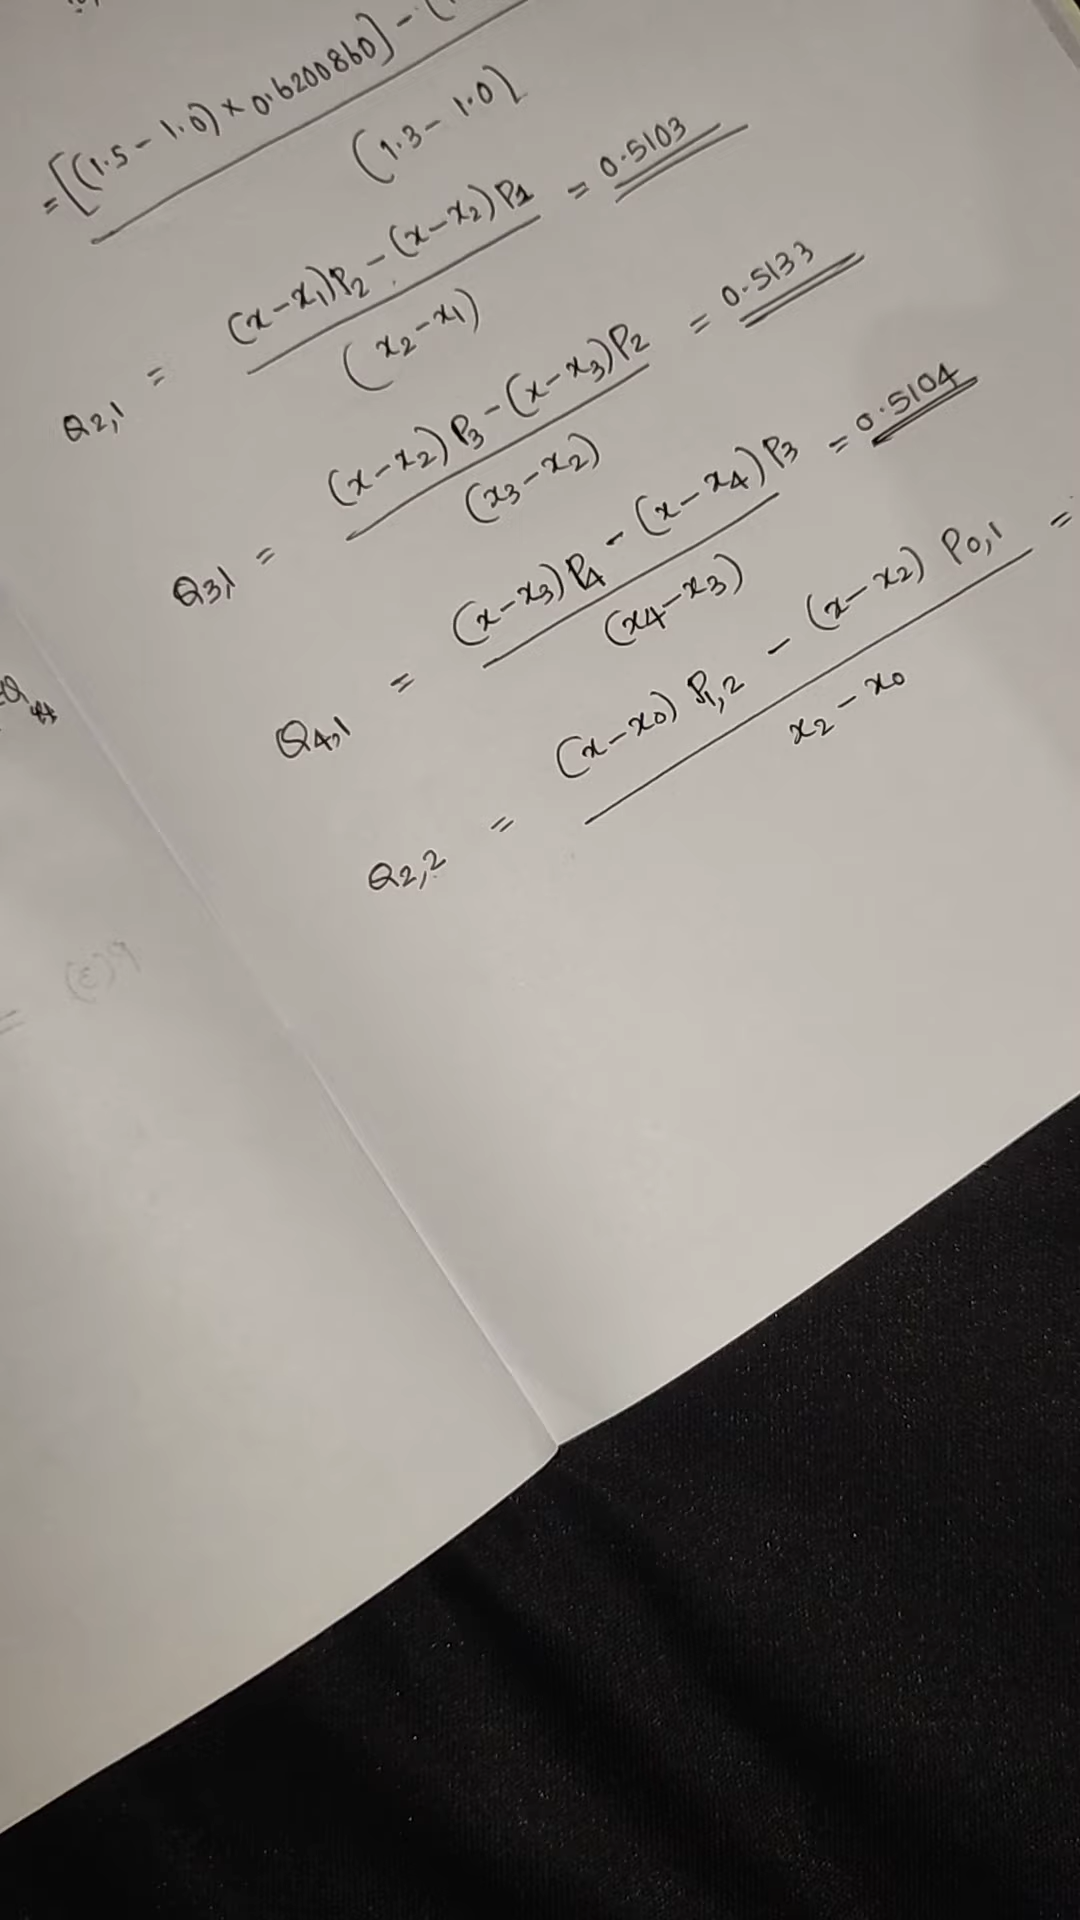 = [(1.5 - 1.0) × 0.6200860] - (
(1.3 - 1.0)
Q2,1 = (x-x1)P2 - (x-x2)P1 = 0.5103
(x2-x1)
Q3,1 = (x-x2)P3 - (x-x3)P2 = 0.5133
(x3-x2)
Q4,1 = (x-x3)P4 - (x-x4)P3 = 0.5104
(x4-x3)
Q2,2 = (x-x0) P1,2 - (x-x2) P0,1 =
x2-x0